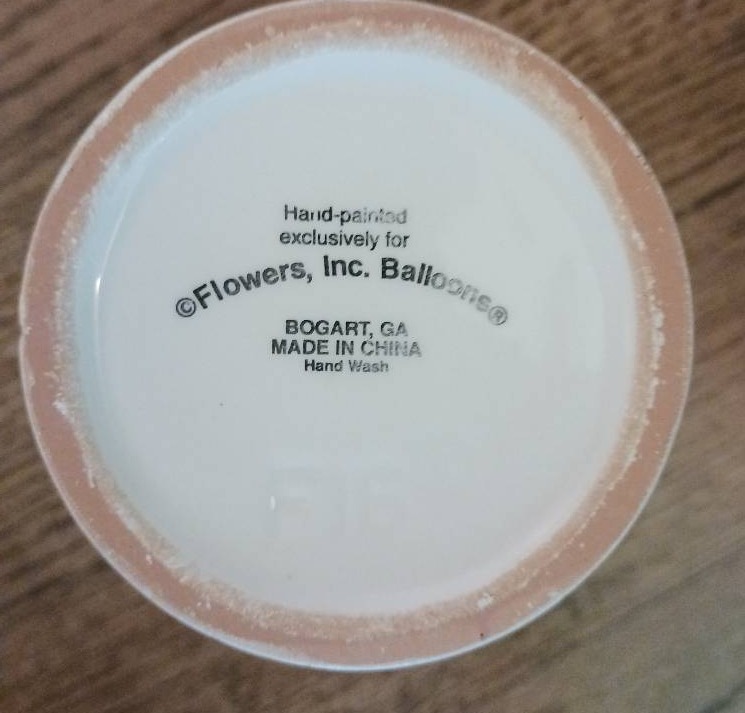 Hand-painted
exclusively for
©Flowers, Inc. Balloons®
BOGART, GA
MADE IN CHINA
Hand Wash